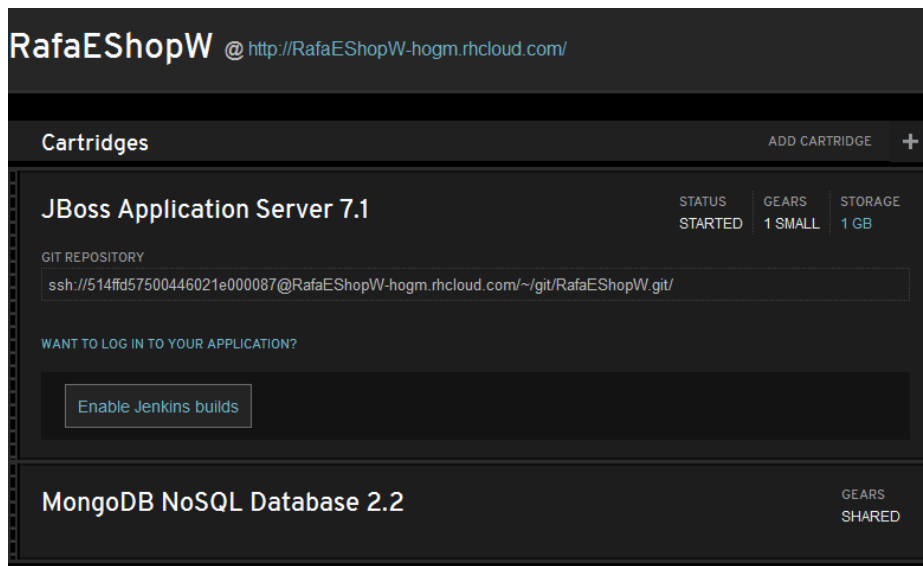 RafaEShopW @ http://RafaEShopW-hogm.rhcloud.com/
Cartridges ADD CARTRIDGE +
JBoss Application Server 7.1
STATUS GEARS STORAGE
STARTED 1 SMALL 1 GB
GIT REPOSITORY
ssh://514ffd57500446021e000087@RafaEShopW-hogm.rhcloud.com/~/git/RafaEShopW.git/
WANT TO LOG IN TO YOUR APPLICATION?
Enable Jenkins builds
MongoDB NoSQL Database 2.2
GEARS
SHARED